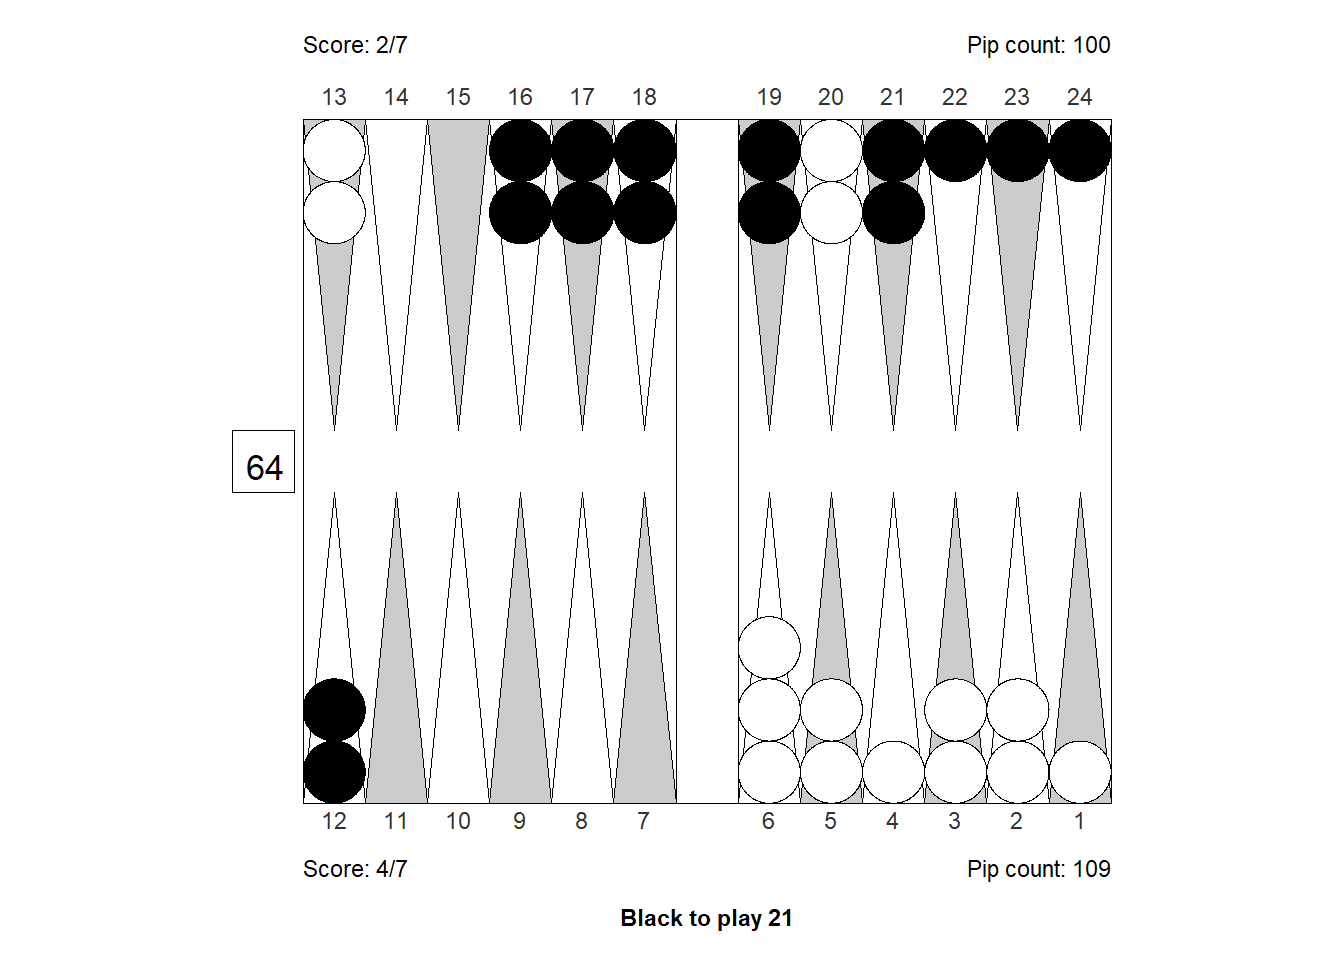 Score: 2/7 Pip count: 100
13 14 15 16 17 18 19 20 21 22 23 24
64
12 11 10 9 8 7 6 5 4 3 2 1
Score: 4/7 Pip count: 109
Black to play 21